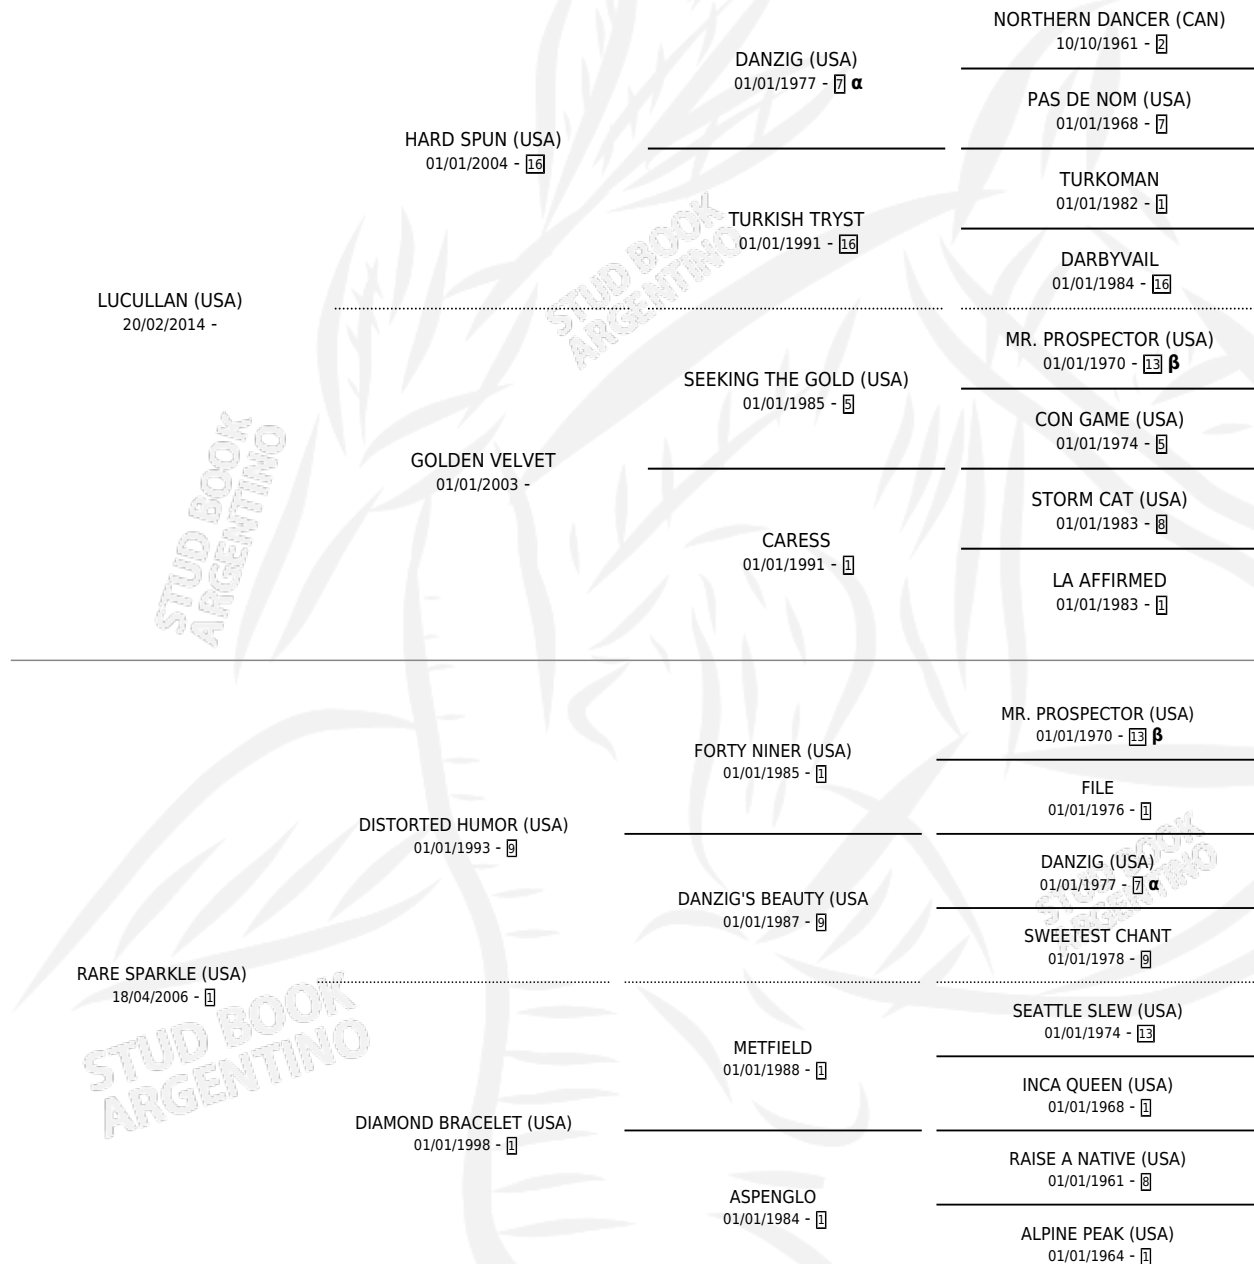 NORTHERN DANCER (CAN)
10/10/1961 - 2
DANZIG (USA)
01/01/1977 - 7 α
PAS DE NOM (USA)
01/01/1968 - 7
HARD SPUN (USA)
01/01/2004 - 16
TURKOMAN
01/01/1982 - 1
TURKISH TRYST
01/01/1991 - 16
DARBYVAIL
01/01/1984 - 16
LUCULLAN (USA)
20/02/2014 -
MR. PROSPECTOR (USA)
01/01/1970 - 13 β
SEEKING THE GOLD (USA)
01/01/1985 - 5
CON GAME (USA)
01/01/1974 - 5
GOLDEN VELVET
01/01/2003 -
STORM CAT (USA)
01/01/1983 - 8
CARESS
01/01/1991 - 1
LA AFFIRMED
01/01/1983 - 1
MR. PROSPECTOR (USA)
01/01/1970 - 13 β
FORTY NINER (USA)
01/01/1985 - 1
FILE
01/01/1976 - 1
DISTORTED HUMOR (USA)
01/01/1993 - 9
DANZIG (USA)
01/01/1977 - 7 α
DANZIG'S BEAUTY (USA
01/01/1987 - 9
SWEETEST CHANT
01/01/1978 - 9
RARE SPARKLE (USA)
18/04/2006 - 1
SEATTLE SLEW (USA)
01/01/1974 - 13
METFIELD
01/01/1988 - 1
INCA QUEEN (USA)
01/01/1968 - 1
DIAMOND BRACELET (USA)
01/01/1998 - 1
RAISE A NATIVE (USA)
01/01/1961 - 8
ASPENGLO
01/01/1984 - 1
ALPINE PEAK (USA)
01/01/1964 - 1
STUD BOOK
ARGENTINO
STUD BOOK
ARGENTINO
STUD BOOK
ARGENTINO
STUD BOOK
ARGENTINO